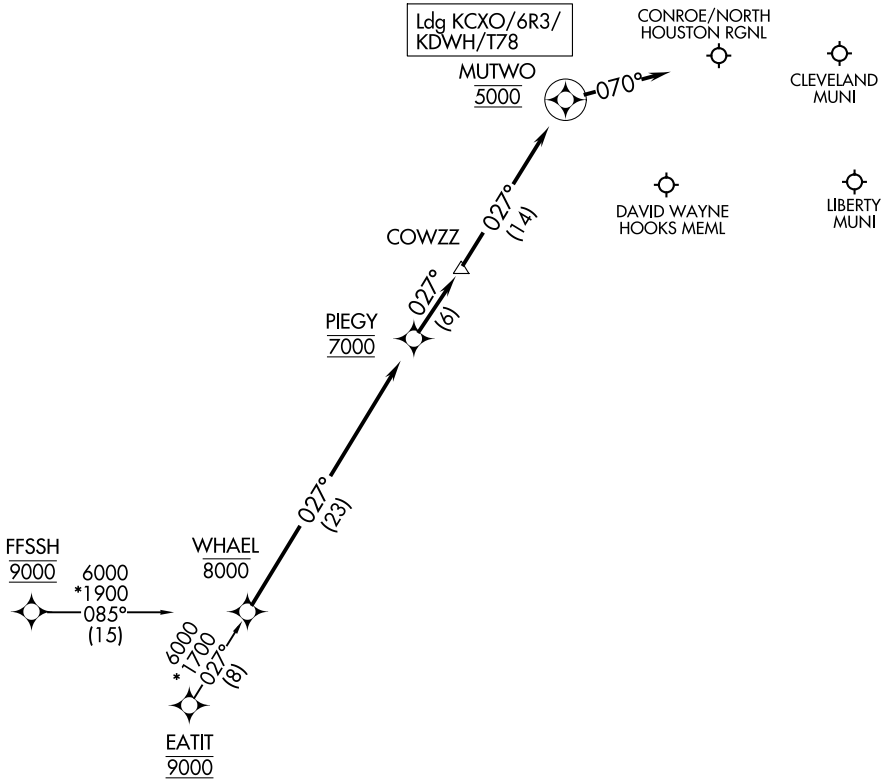 Ldg KCXO/6R3/
KDWH/T78
CONROE/NORTH
HOUSTON RGNL
CLEVELAND
MUNI
MUTWO
5000
070°
DAVID WAYNE
HOOKS MEML
LIBERTY
MUNI
027°
(14)
COWZZ
027°
(6)
PIEGY
7000
027°
(23)
FFSSH
9000
6000
*1900
085°
(15)
WHAEL
8000
6000
*1700
027°
(8)
EATIT
9000